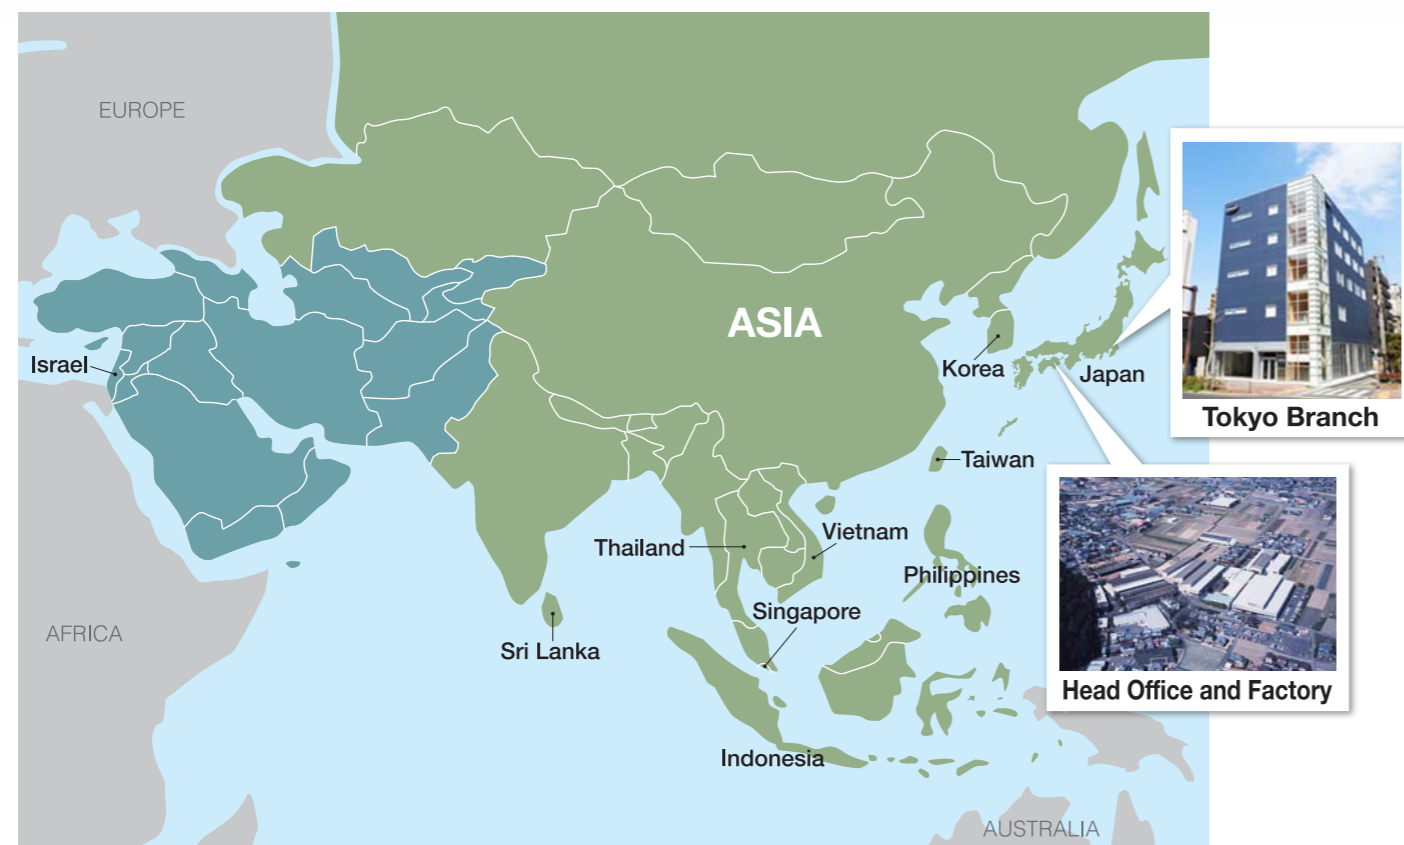 EUROPE
ASIA
Israel
Korea
Japan
Tokyo Branch
Taiwan
Vietnam
Thailand
Philippines
Singapore
AFRICA
Sri Lanka
Head Office and Factory
Indonesia
AUSTRALIA